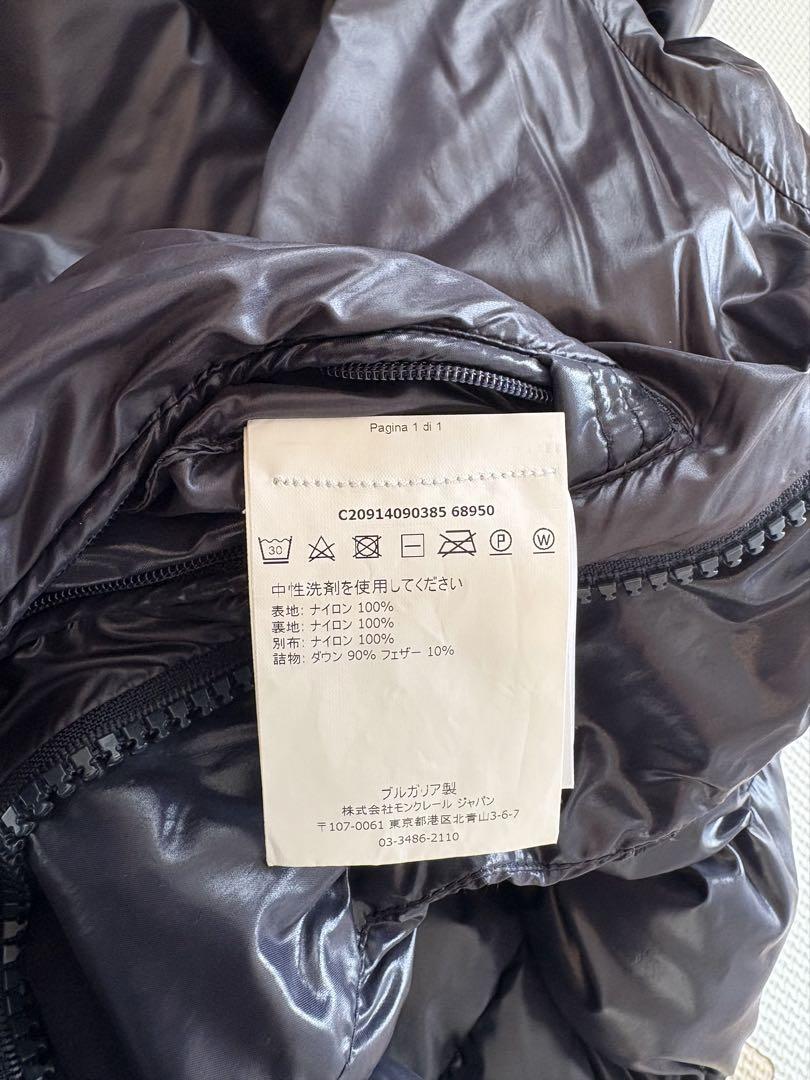 Pagina 1 di 1
C20914090385 68950
30 P W
中性洗剤を使用してください
表地: ナイロン 100%
裏地: ナイロン 100%
別布: ナイロン 100%
詰物: ダウン 90% フェザー 10%
ブルガリア製
株式会社モンクレール ジャパン
〒107-0061 東京都港区北青山3-6-7
03-3486-2110